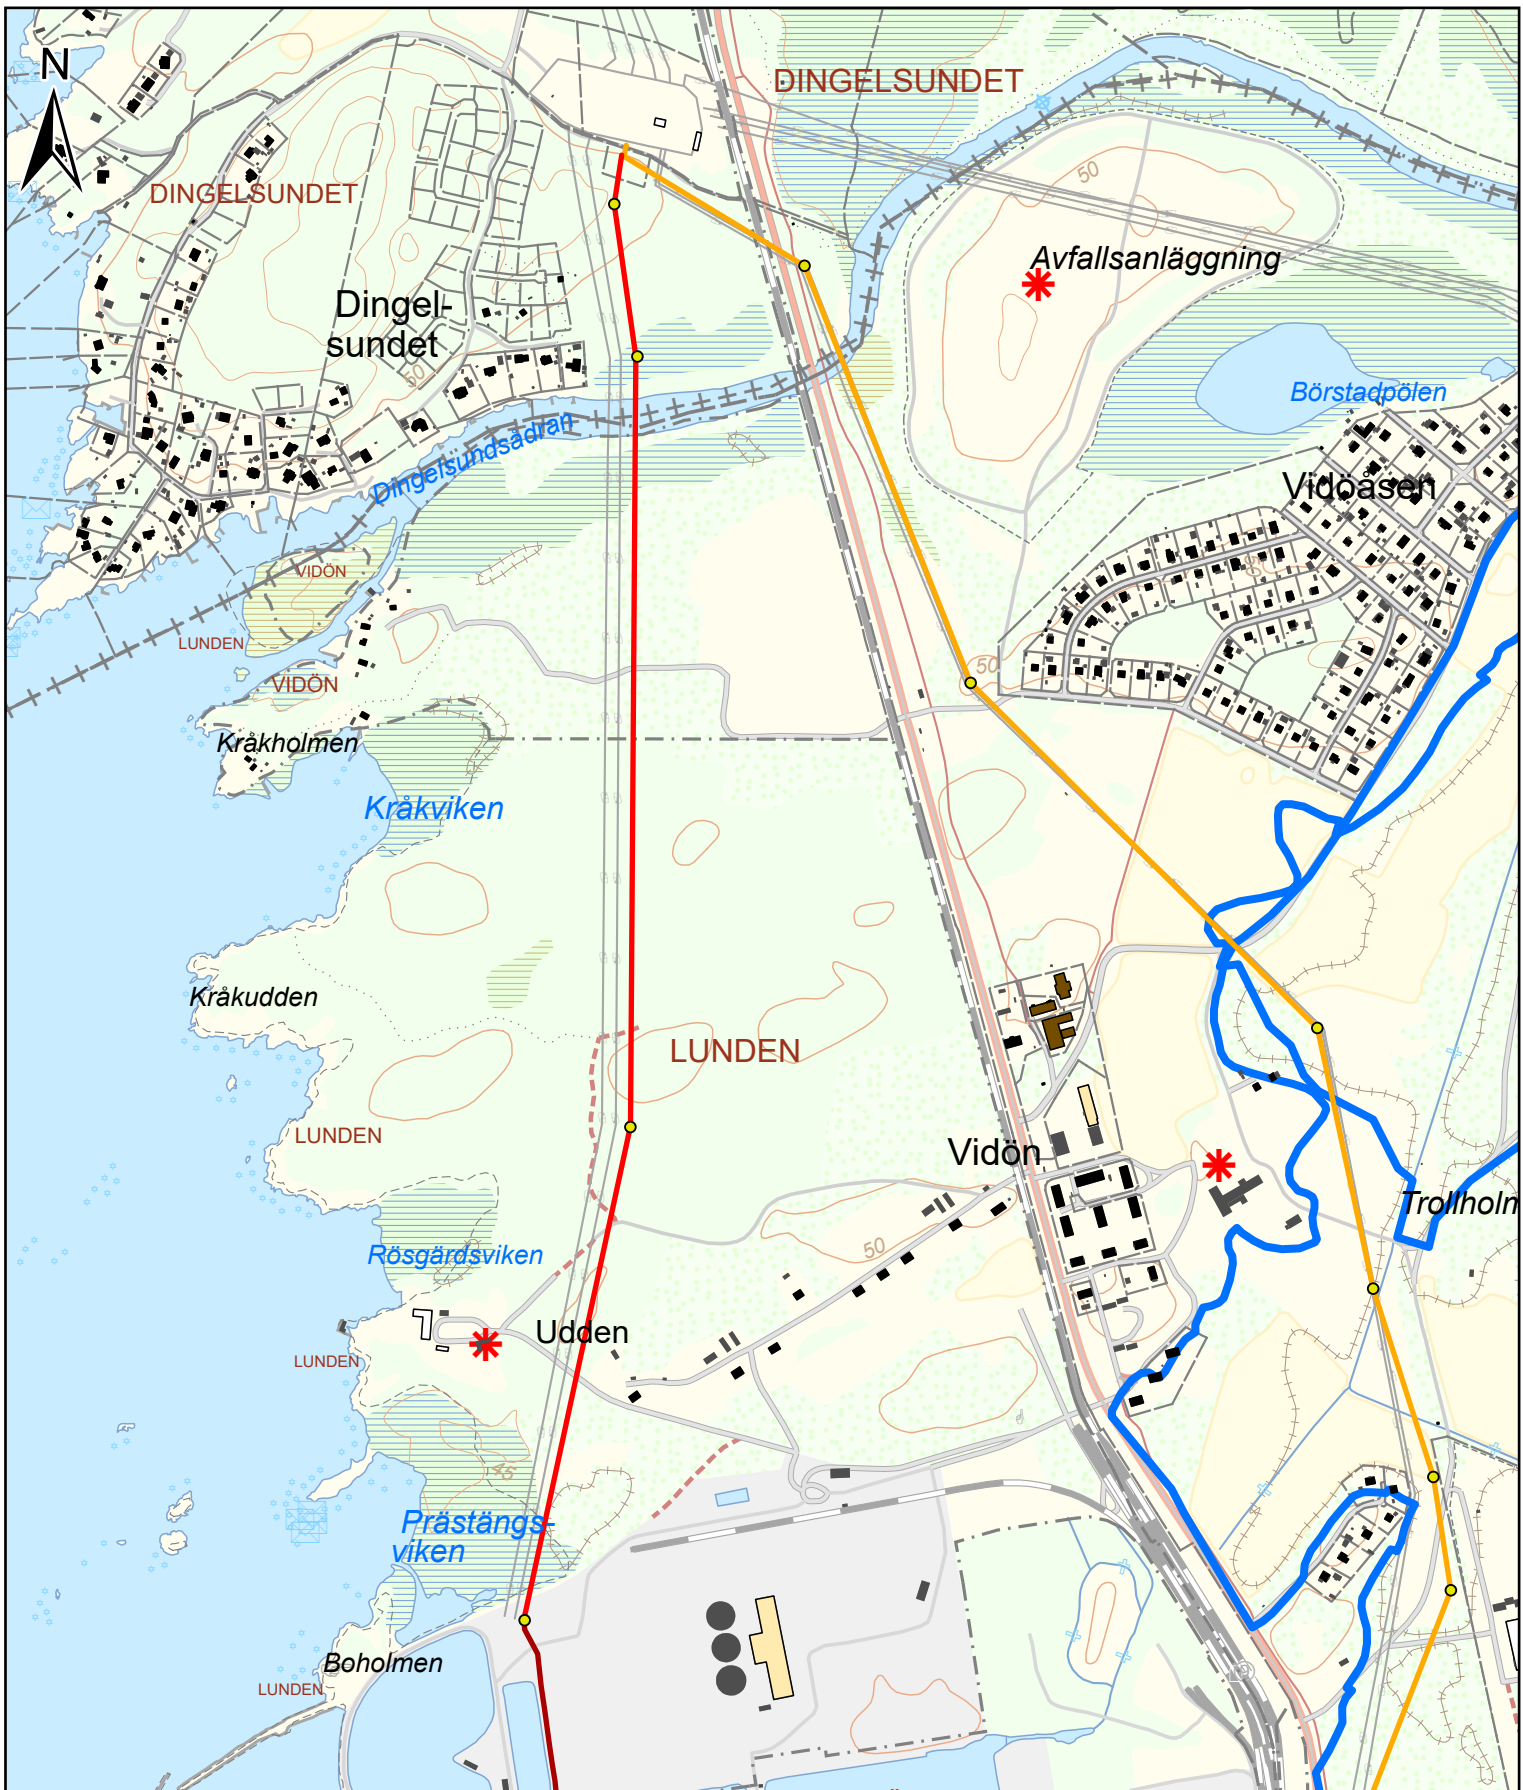 N
DINGELSUNDET
DINGELSUNDET
50
Avfallsanläggning
Dingel-
sundet
50
Börstadpölen
Dingelsundsådran
Vidöåsen
VIDÖN
LUNDEN
VIDÖN
50
Kråkholmen
Kråkviken
Kråkudden
LUNDEN
LUNDEN
Vidön
Trollholm
50
Rösgärdsviken
Udden
LUNDEN
45
Prästängs-
viken
Boholmen
LUNDEN